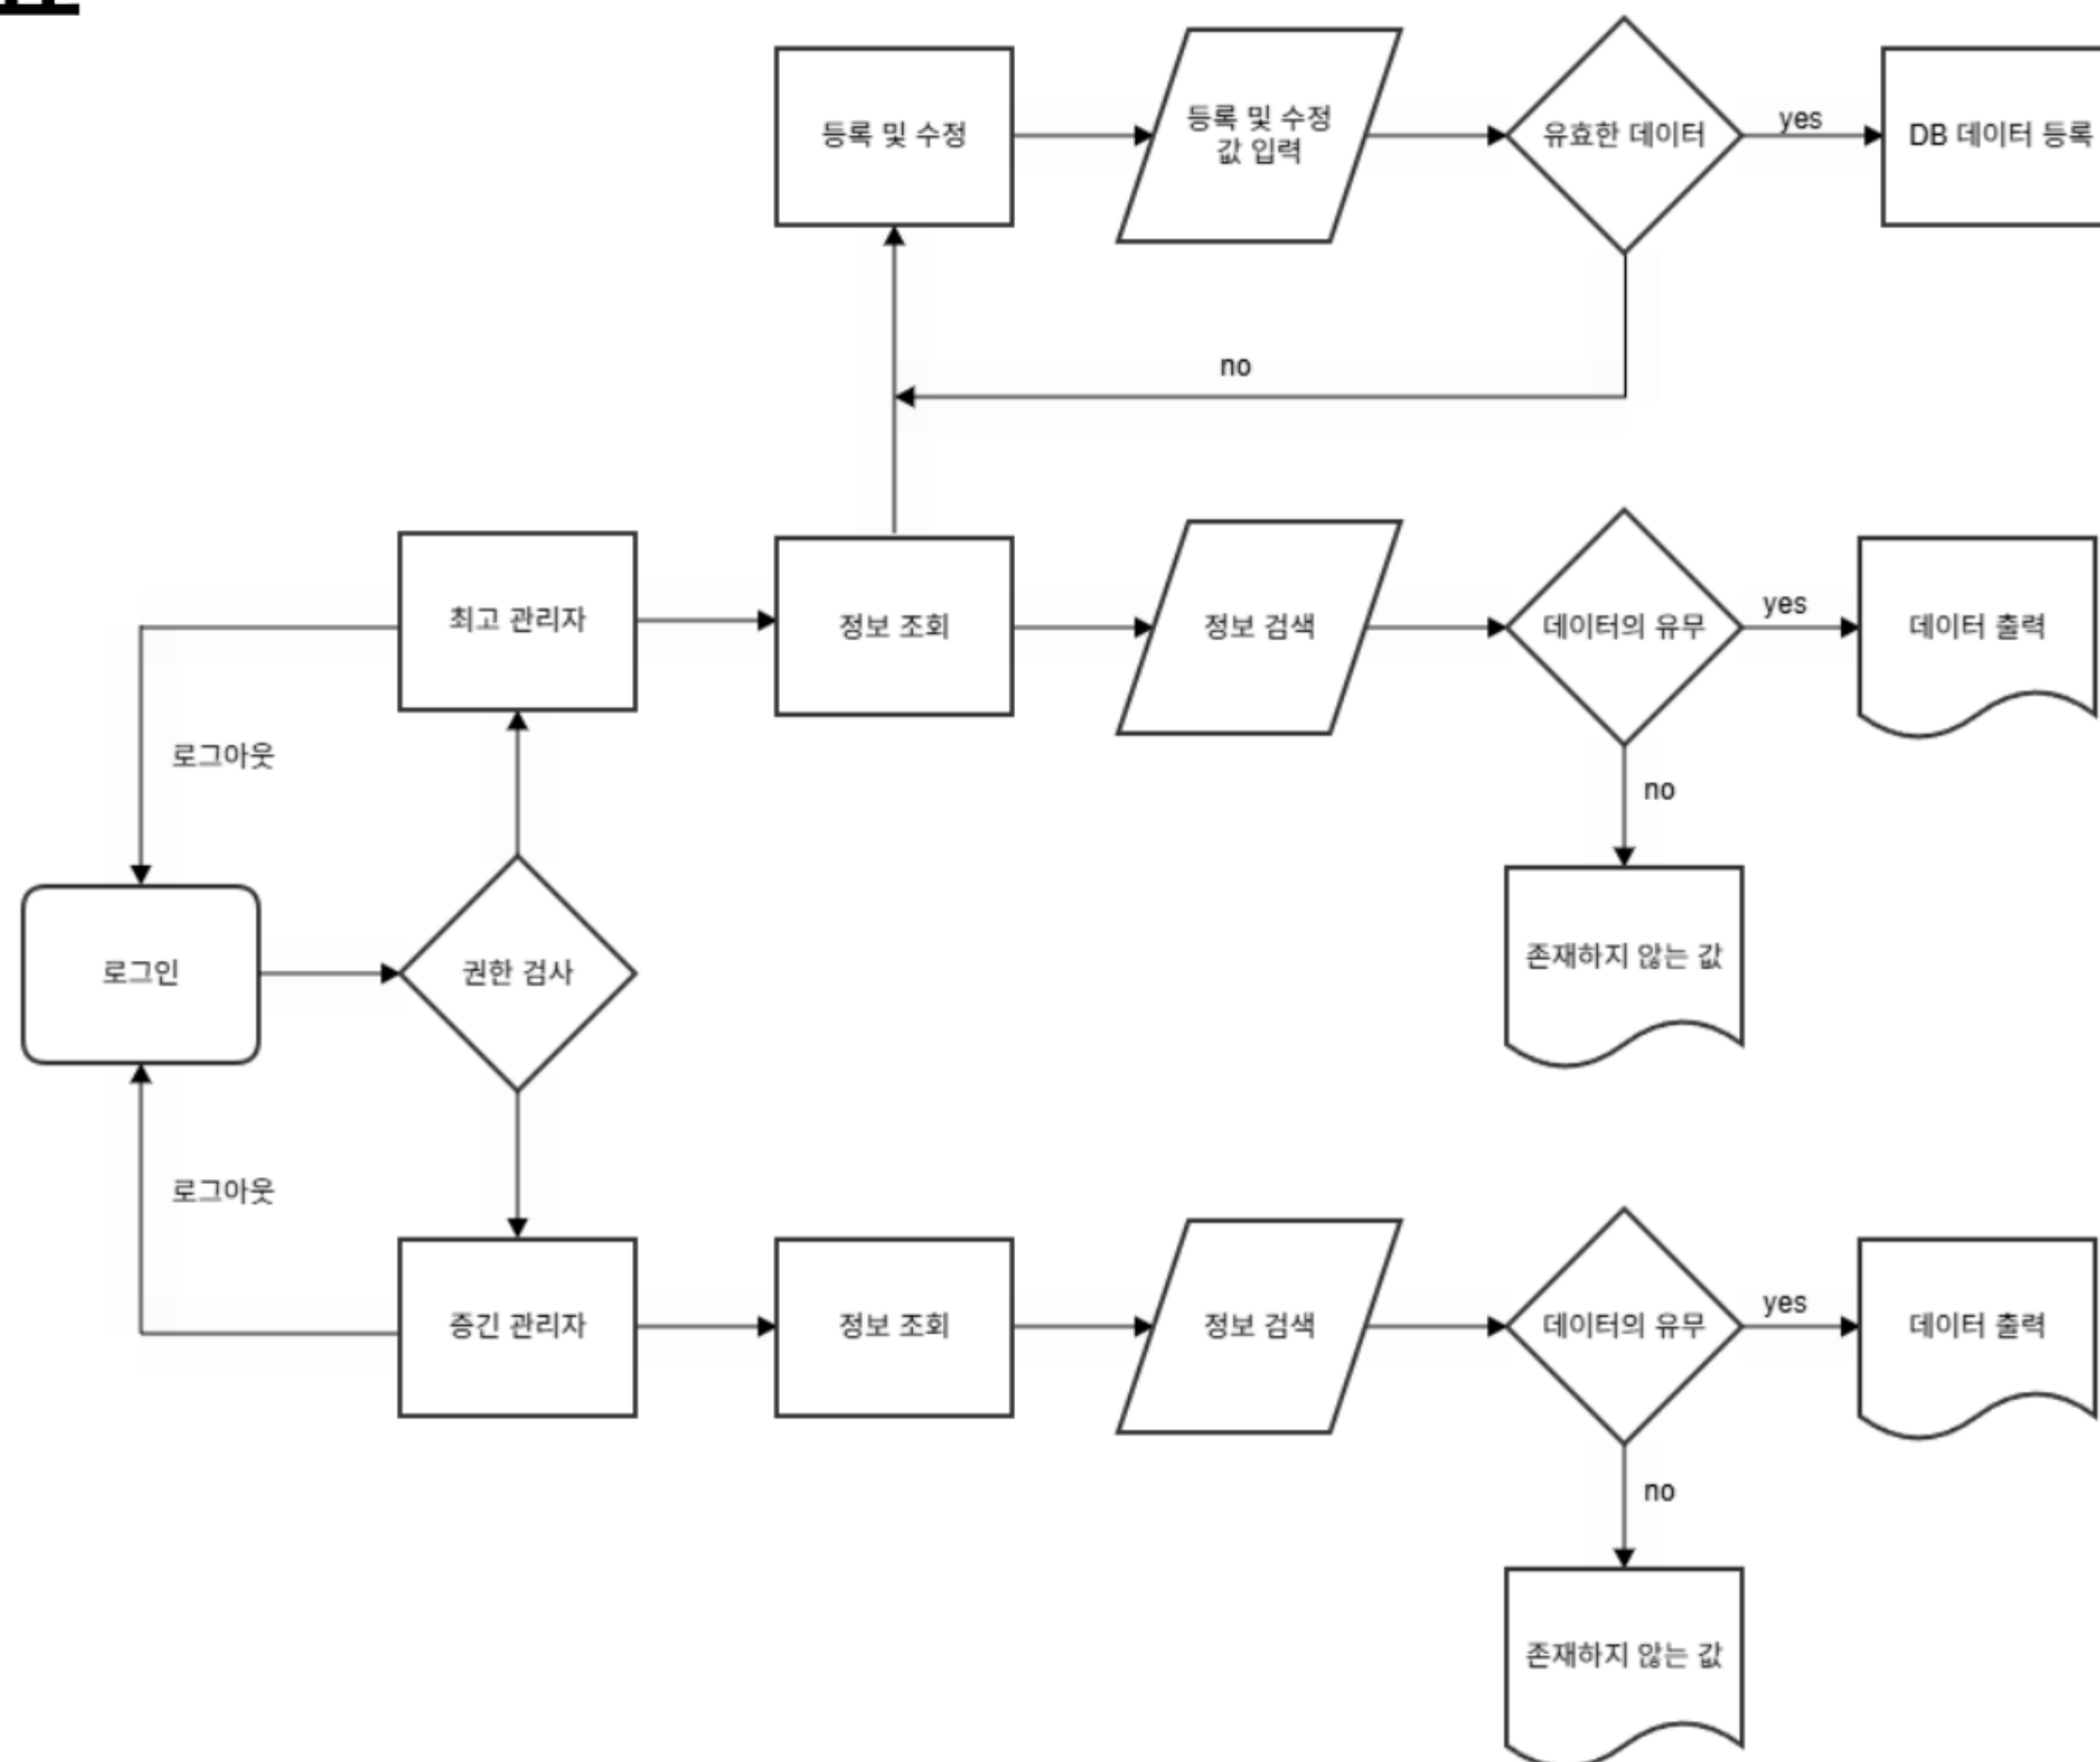 등록 및 수정
등록 및 수정
값 입력
유효한 데이터
yes
DB 데이터 등록
no
최고 관리자
정보 조회
정보 검색
데이터의 유무
yes
데이터 출력
로그아웃
no
로그인
권한 검사
존재하지 않는 값
로그아웃
중긴 관리자
정보 조회
정보 검색
데이터의 유무
yes
데이터 출력
no
존재하지 않는 값